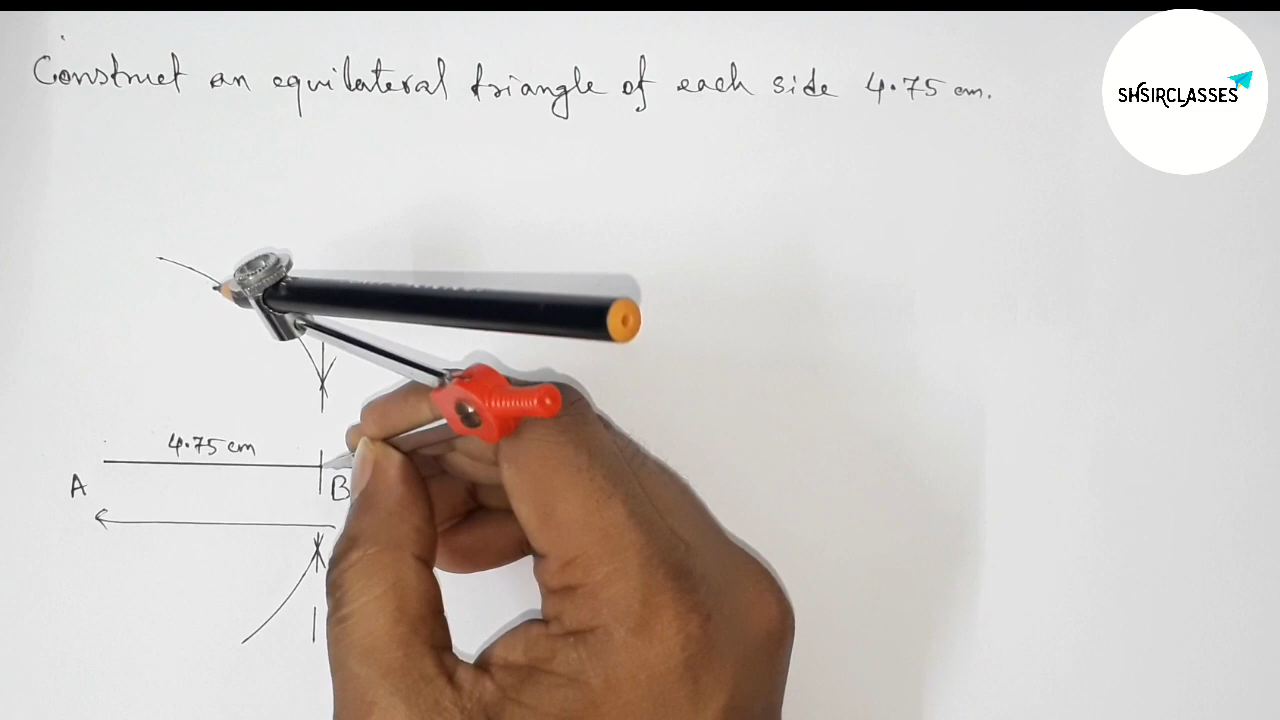 Construct an equilateral triangle of each side 4.75 cm.
SHSIRCLASSES
4.75 cm
A
B